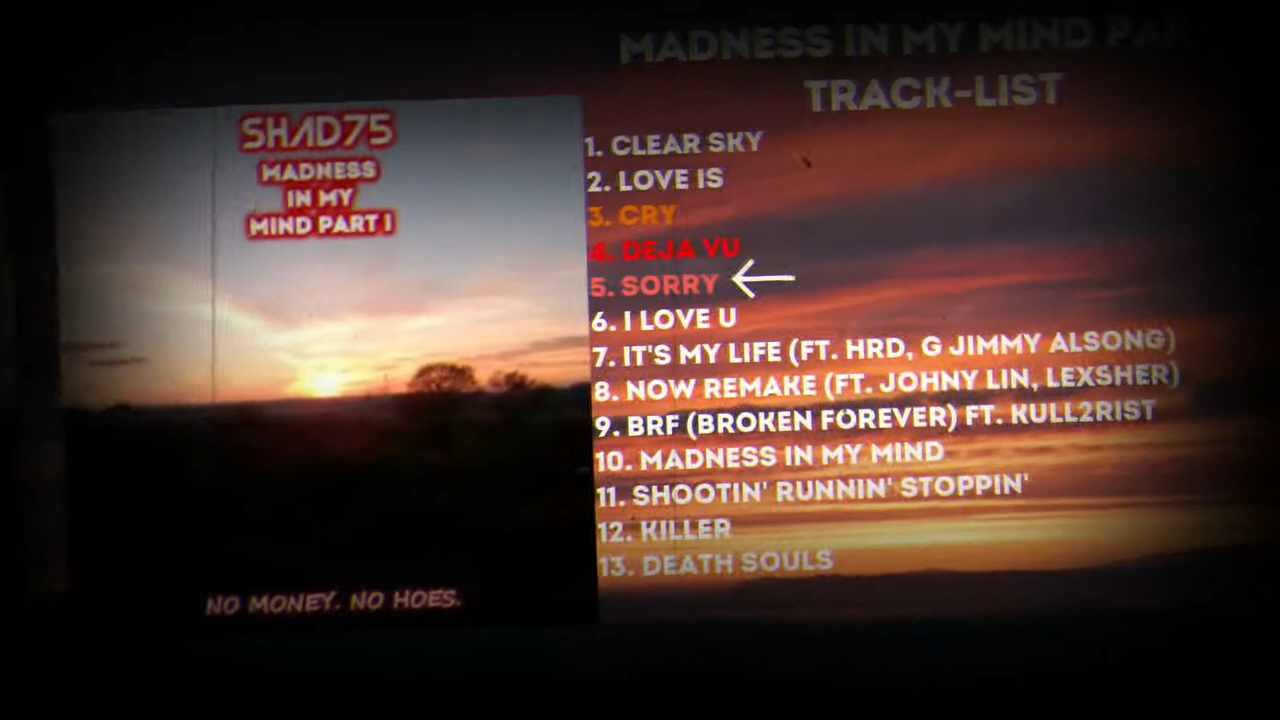 SHAD75
MADNESS
IN MY
MIND PART I
NO MONEY. NO HOES.
MADNESS IN MY MIND
TRACK-LIST
1. CLEAR SKY
2. LOVE IS
3. CRY
4. DEJA VU
5. SORRY
6. I LOVE U
7. IT'S MY LIFE (FT. HRD, G JIMMY ALSONG)
8. NOW REMAKE (FT. JOHNY LIN, LEXSHER)
9. BRF (BROKEN FOREVER) FT. KULL2RIST
10. MADNESS IN MY MIND
11. SHOOTIN' RUNNIN' STOPPIN'
12. KILLER
13. DEATH SOULS